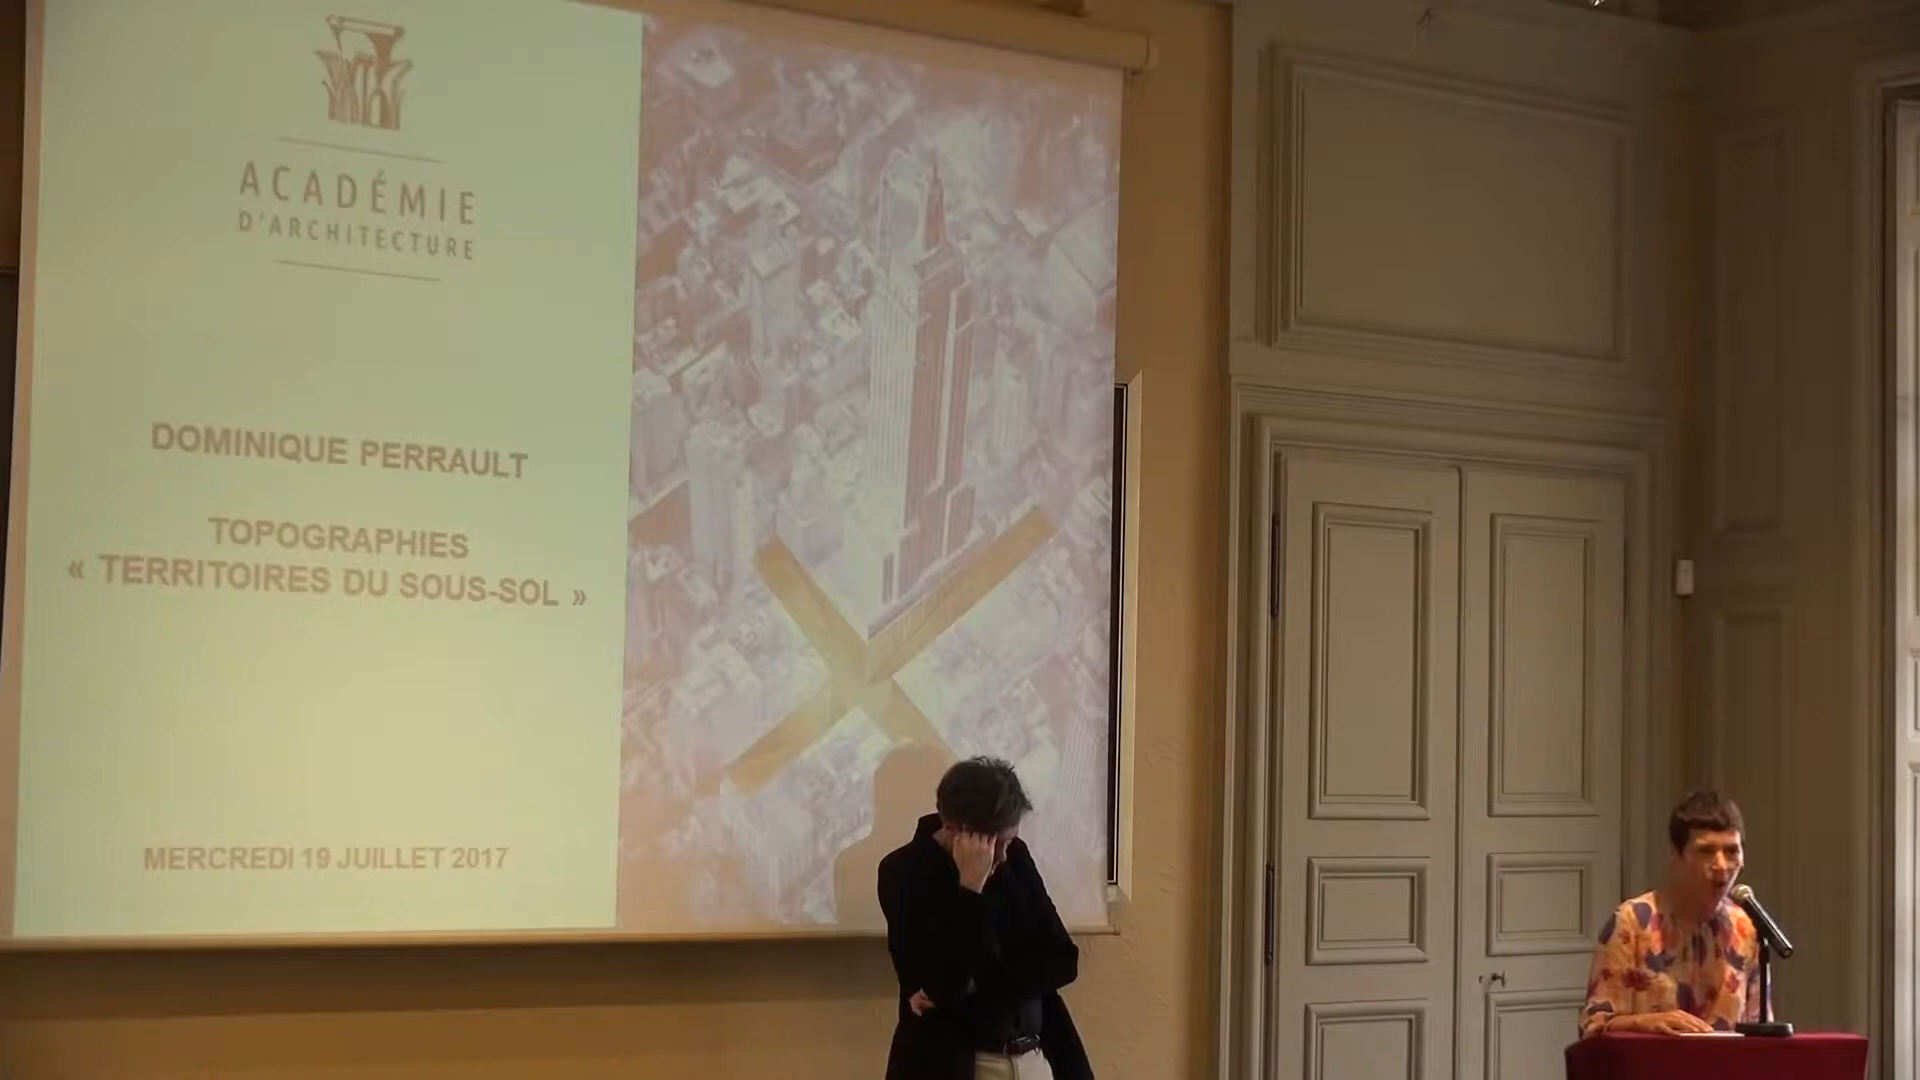 ACADÉMIE
D'ARCHITECTURE
DOMINIQUE PERRAULT
TOPOGRAPHIES
« TERRITOIRES DU SOUS-SOL »
MERCREDI 19 JUILLET 2017